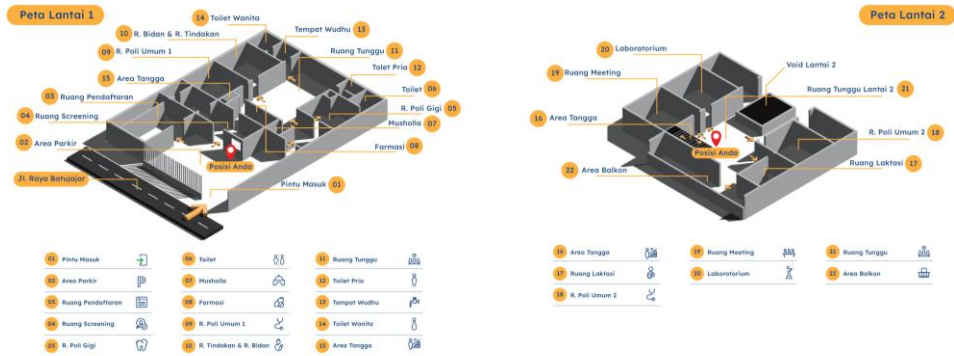 Peta Lantai 1
14 Toilet Wanita
Tempat Wudhu 13
10 R. Bidan & R. Tindakan
09 R. Poli Umum 1
Ruang Tunggu 11
15 Area Tangga
Tolet Pria 12
03 Ruang Pendaftaran
Toilet 06
04 Ruang Screening
R. Poli Gigi 05
Musholla 07
02 Area Parkir
Farmasi 08
Posisi Anda
Jl. Raya Batujajar
Pintu Masuk 01
01 Pintu Masuk
02 Area Parkir
03 Ruang Pendaftaran
04 Ruang Screening
05 R. Poli Gigi
06 Toilet
07 Musholla
08 Farmasi
09 R. Poli Umum 1
10 R. Tindakan & R. Bidan
11 Ruang Tunggu
12 Toilet Pria
13 Tempat Wudhu
14 Toilet Wanita
15 Area Tangga
Peta Lantai 2
20 Laboratorium
Void Lantai 2
19 Ruang Meeting
Ruang Tunggu Lantai 2 21
16 Area Tangga
R. Poli Umum 2 18
Posisi Anda
Ruang Laktasi 17
22 Area Balkon
16 Area Tangga
17 Ruang Laktasi
18 R. Poli Umum 2
19 Ruang Meeting
20 Laboratorium
21 Ruang Tunggu
22 Area Balkon